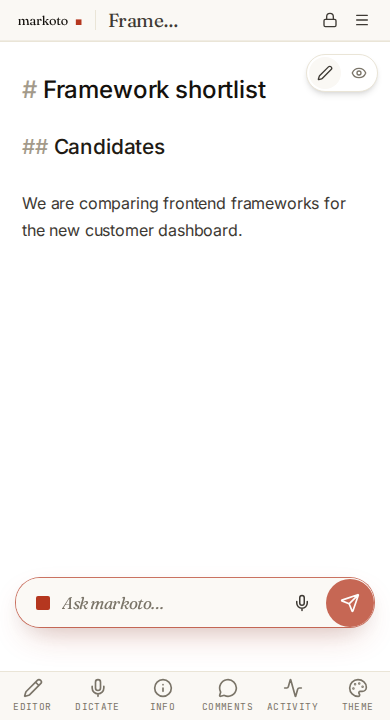 markoto
Frame...
# Framework shortlist
## Candidates
We are comparing frontend frameworks for
the new customer dashboard.
Ask markoto...
EDITOR DICTATE INFO COMMENTS ACTIVITY THEME